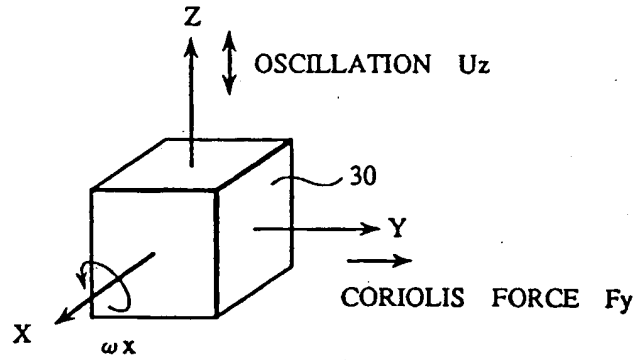 Z
OSCILLATION Uz
30
Y
CORIOLIS FORCE Fy
X
ωx